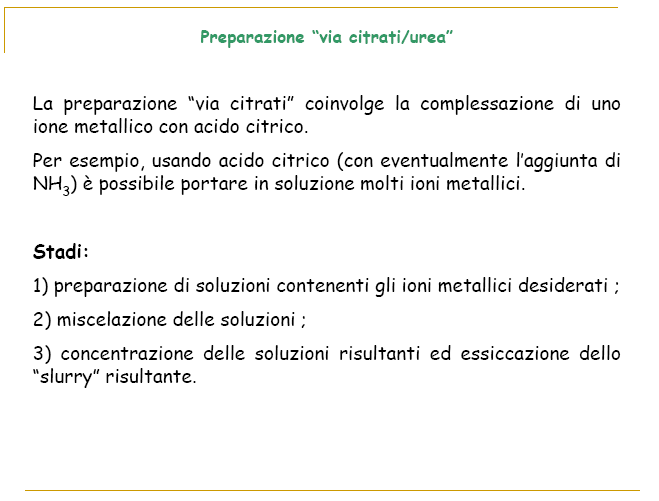 Preparazione “via citrati/urea”
La preparazione “via citrati” coinvolge la complessazione di uno
ione metallico con acido citrico.
Per esempio, usando acido citrico (con eventualmente l’aggiunta di
NH3) è possibile portare in soluzione molti ioni metallici.
Stadi:
1) preparazione di soluzioni contenenti gli ioni metallici desiderati ;
2) miscelazione delle soluzioni ;
3) concentrazione delle soluzioni risultanti ed essiccazione dello
“slurry” risultante.